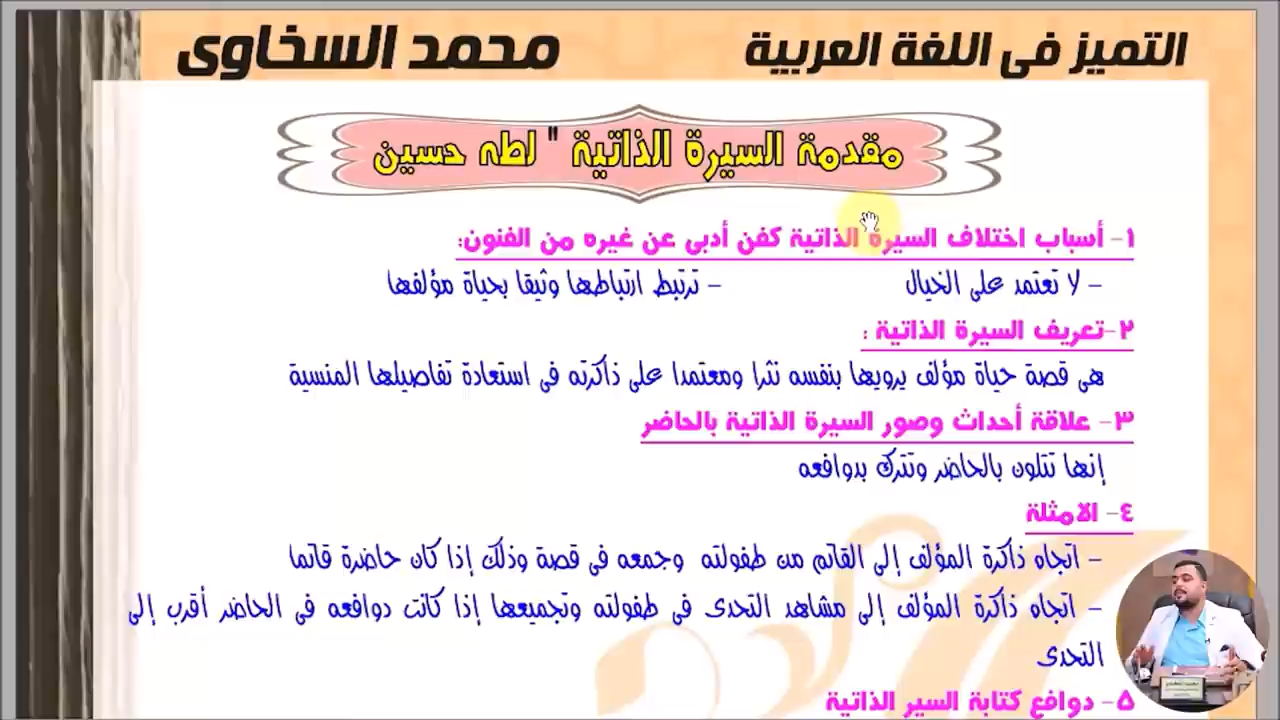 التميز فى اللغة العربية
محمد السخاوى
مقدمة السيرة الذاتية " لطه حسين
١- أسباب اختلاف السيرة الذاتية كفن أدبى عن غيره من الفنون:
- لا تعتمد على الخيال - ترتبط ارتباطها وثيقا بحياة مؤلفها
٢-تعريف السيرة الذاتية :
هى قصة حياة مؤلف يرويها بنفسه نثرا ومعتمدا على ذاكرته فى استعادة تفاصيلها المنسية
٣- علاقة أحداث وصور السيرة الذاتية بالحاضر
إنها تتلون بالحاضر وتترك بدوافعه
٤- الامثلة
- اتجاه ذاكرة المؤلف إلى القاتم من طفولته وجمعه فى قصة وذلك إذا كان حاضرة قاتما
- اتجاه ذاكرة المؤلف إلى مشاهد التحدى فى طفولته وتجميعها إذا كانت دوافعه فى الحاضر أقرب إلى
التحدى
٥- دوافع كتابة السير الذاتية